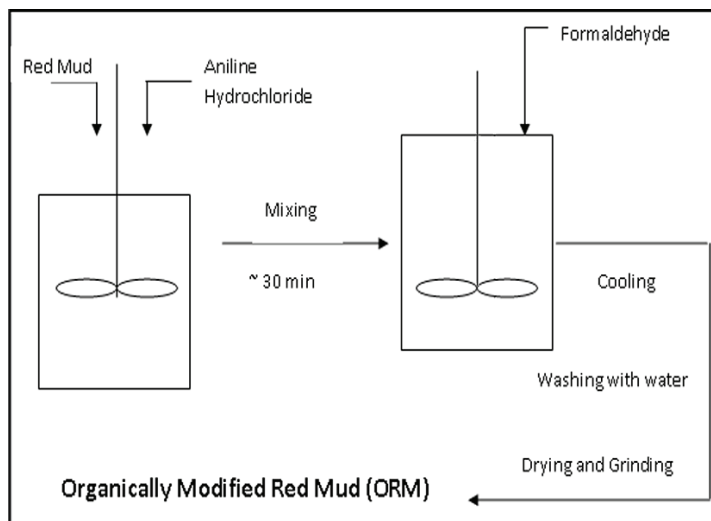 Red Mud
Aniline
Hydrochloride
Formaldehyde
Mixing
~ 30 min
Cooling
Washing with water
Drying and Grinding
Organically Modified Red Mud (ORM)